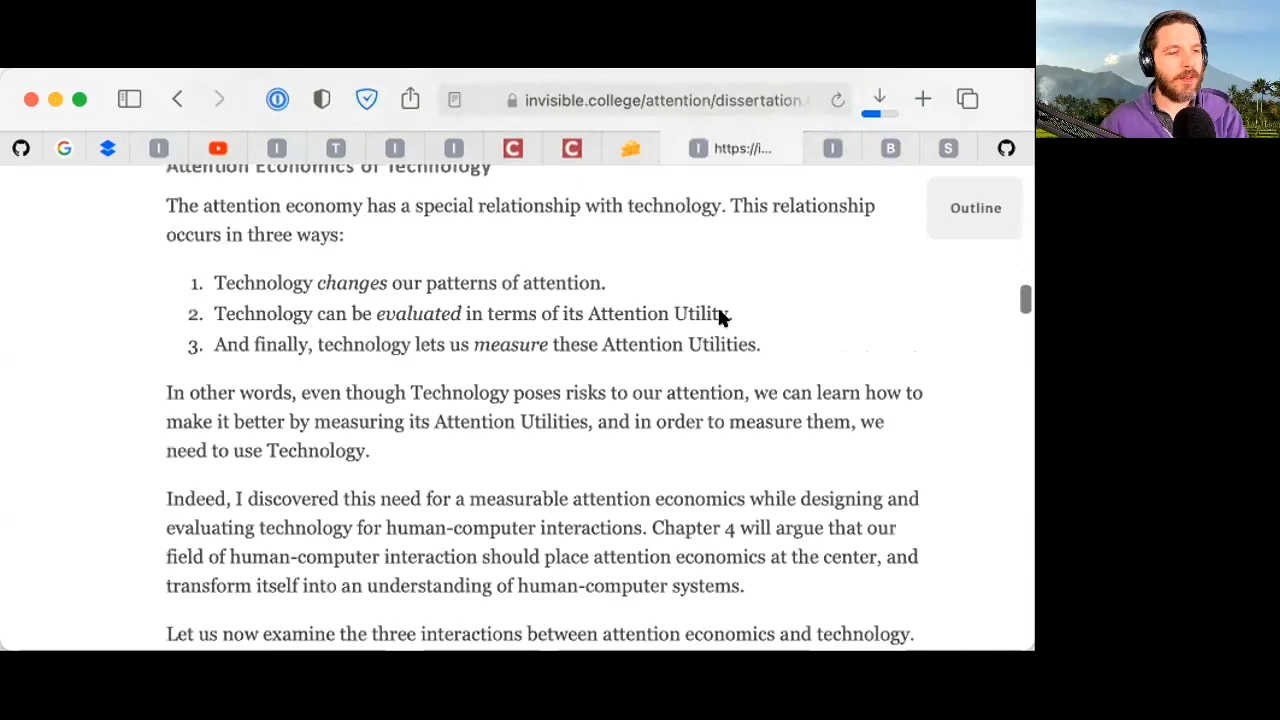 invisible.college/attention/dissertation.
I
I
T
I
I
C
C
I
https://i...
I
B
S
Attention Economics of Technology
The attention economy has a special relationship with technology. This relationship
occurs in three ways:
Outline
1. Technology changes our patterns of attention.
2. Technology can be evaluated in terms of its Attention Utility.
3. And finally, technology lets us measure these Attention Utilities.
In other words, even though Technology poses risks to our attention, we can learn how to
make it better by measuring its Attention Utilities, and in order to measure them, we
need to use Technology.
Indeed, I discovered this need for a measurable attention economics while designing and
evaluating technology for human-computer interactions. Chapter 4 will argue that our
field of human-computer interaction should place attention economics at the center, and
transform itself into an understanding of human-computer systems.
Let us now examine the three interactions between attention economics and technology.